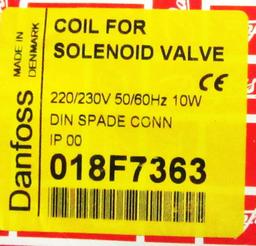 COIL FOR
SOLENOID VALVE
MADE IN
DENMARK
Danfoss
220/230V 50/60Hz 10W
DIN SPADE CONN
IP 00
018F7363